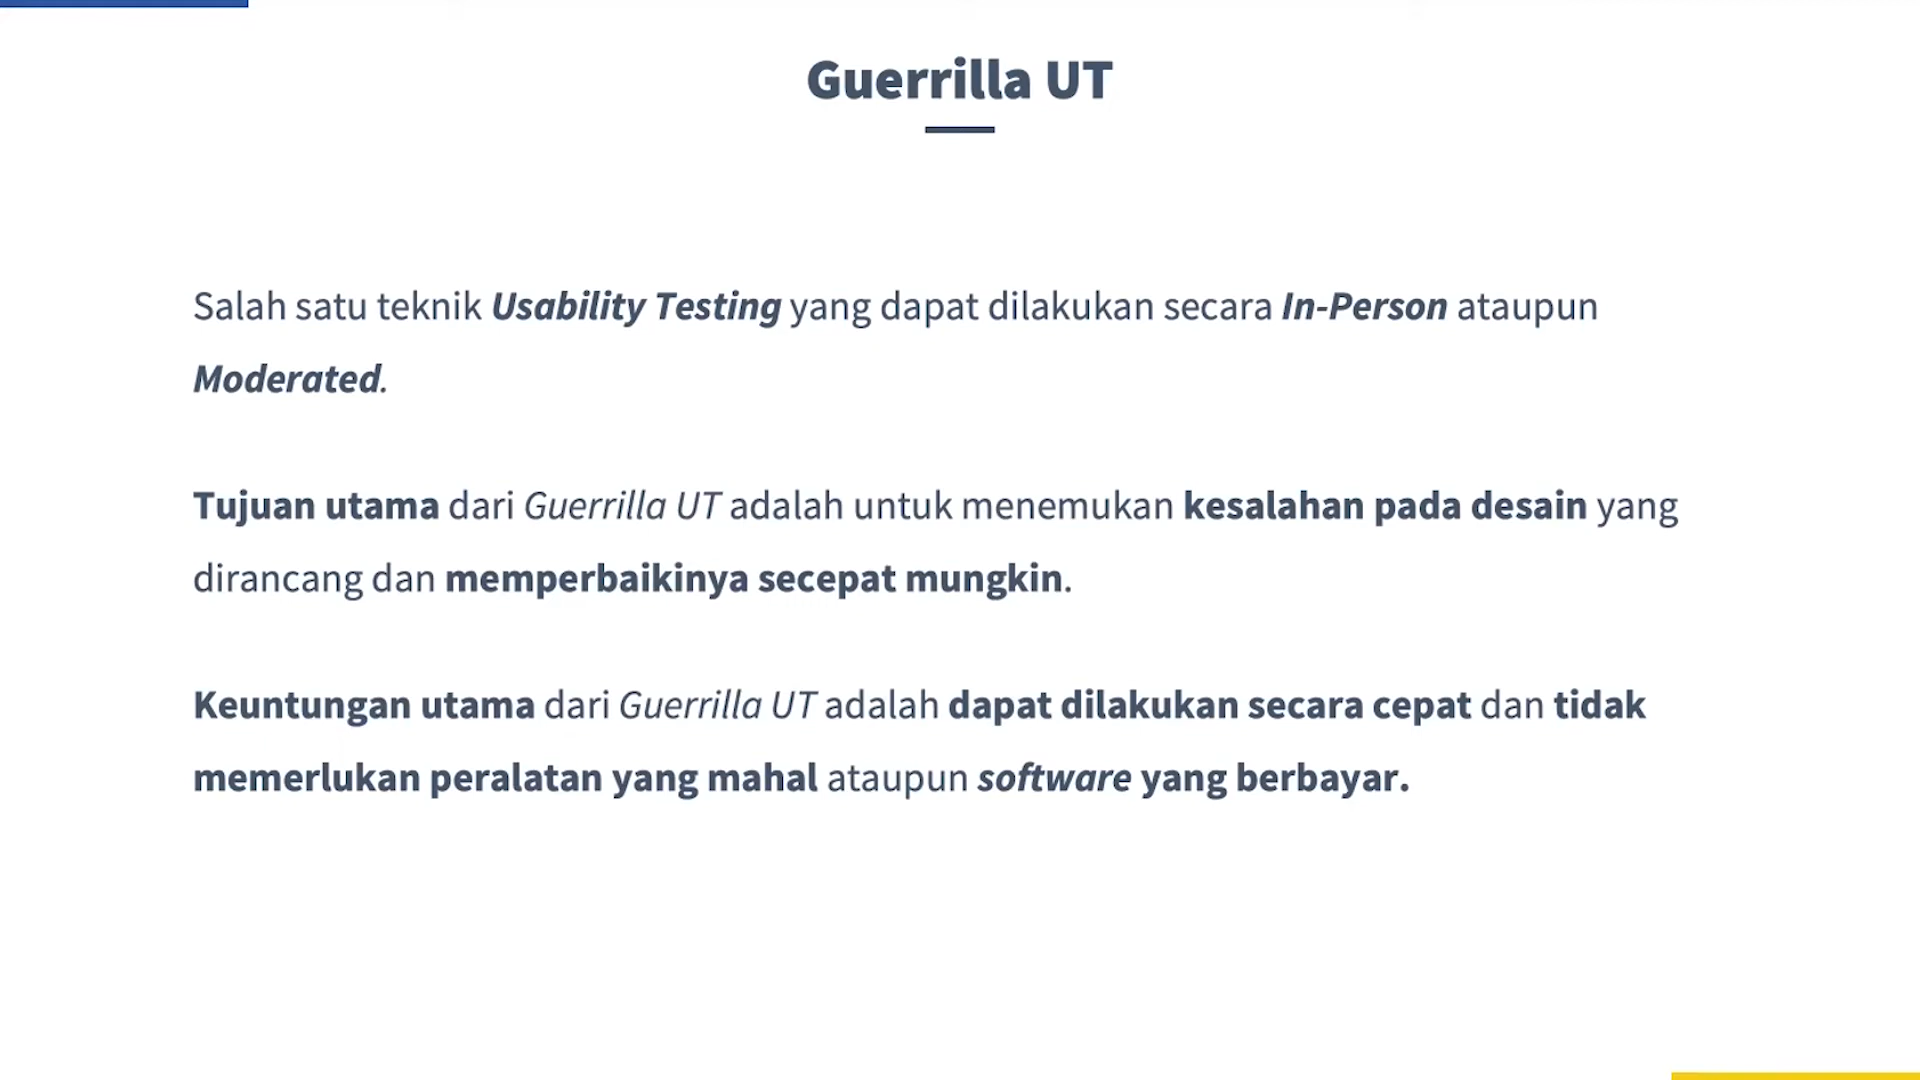 Guerrilla UT
Salah satu teknik Usability Testing yang dapat dilakukan secara In-Person ataupun
Moderated.
Tujuan utama dari Guerrilla UT adalah untuk menemukan kesalahan pada desain yang
dirancang dan memperbaikinya secepat mungkin.
Keuntungan utama dari Guerrilla UT adalah dapat dilakukan secara cepat dan tidak
memerlukan peralatan yang mahal ataupun software yang berbayar.